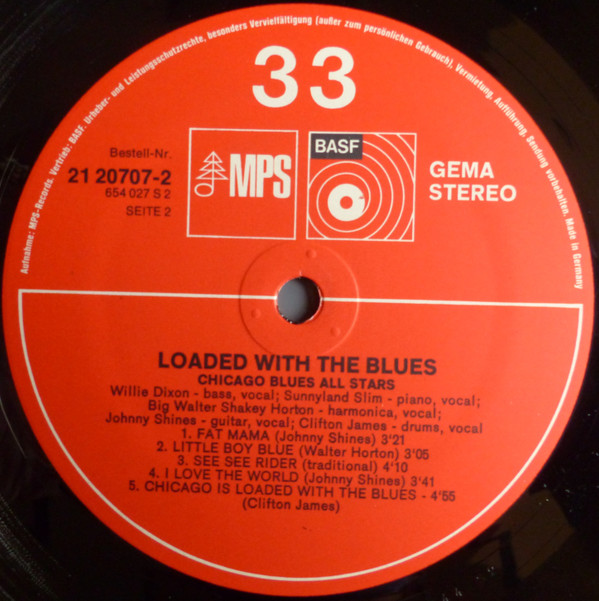 Aufnahme: MPS-Records. Vertrieb: BASF. Urheber- und Leistungsschutzrechte, besonders Vervielfältigung (außer zum persönlichen Gebrauch), Vermietung, Aufführung, Sendung vorbehalten. Made in Germany
33
Bestell-Nr.
21 20707-2
654 027 S 2
SEITE 2
MPS
BASF
GEMA
STEREO
LOADED WITH THE BLUES
CHICAGO BLUES ALL STARS
Willie Dixon - bass, vocal; Sunnyland Slim - piano, vocal;
Big Walter Shakey Horton - harmonica, vocal;
Johnny Shines - guitar, vocal; Clifton James - drums, vocal
1. FAT MAMA (Johnny Shines) 3'21
2. LITTLE BOY BLUE (Walter Horton) 3'05
3. SEE SEE RIDER (traditional) 4'10
4. I LOVE THE WORLD (Johnny Shines) 3'41
5. CHICAGO IS LOADED WITH THE BLUES - 4'55
(Clifton James)